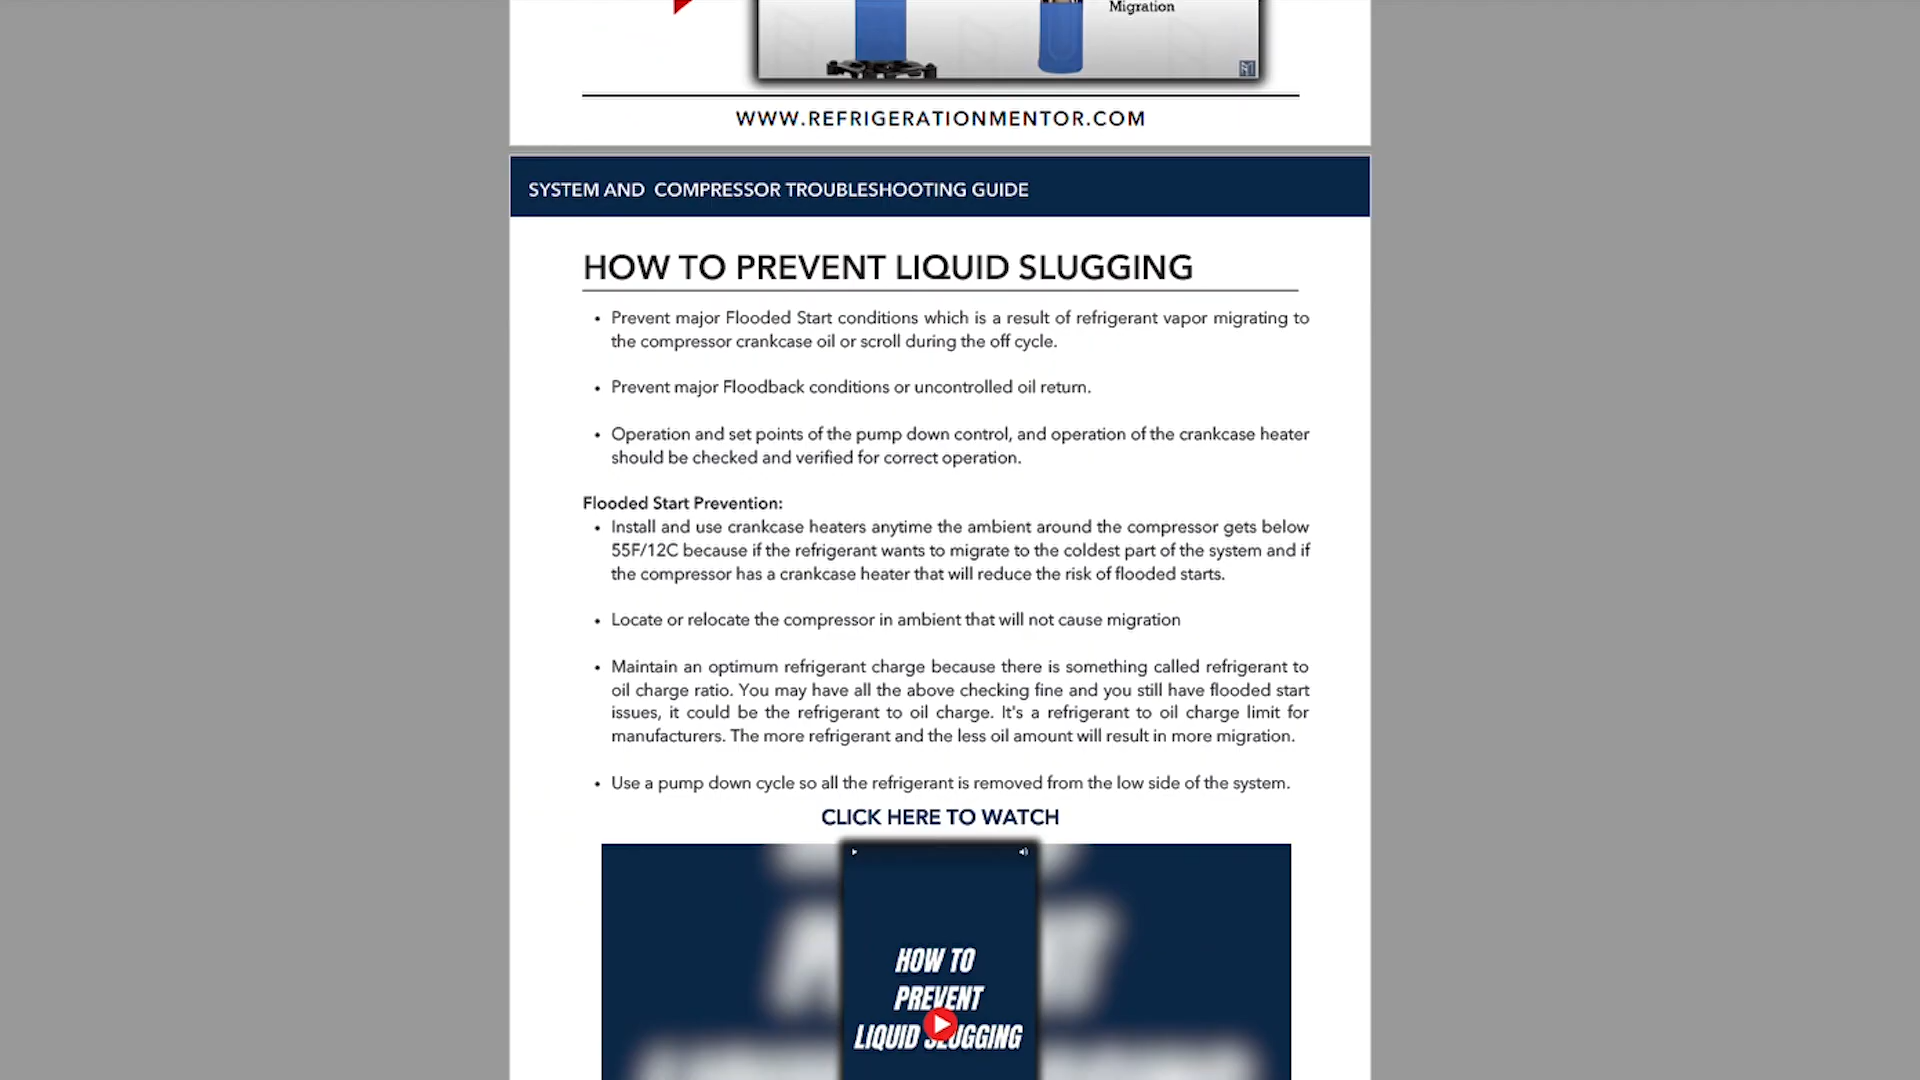 Migration
WWW.REFRIGERATIONMENTOR.COM
SYSTEM AND COMPRESSOR TROUBLESHOOTING GUIDE
HOW TO PREVENT LIQUID SLUGGING
• Prevent major Flooded Start conditions which is a result of refrigerant vapor migrating to
the compressor crankcase oil or scroll during the off cycle.
• Prevent major Floodback conditions or uncontrolled oil return.
• Operation and set points of the pump down control, and operation of the crankcase heater
should be checked and verified for correct operation.
Flooded Start Prevention:
• Install and use crankcase heaters anytime the ambient around the compressor gets below
55F/12C because if the refrigerant wants to migrate to the coldest part of the system and if
the compressor has a crankcase heater that will reduce the risk of flooded starts.
• Locate or relocate the compressor in ambient that will not cause migration
• Maintain an optimum refrigerant charge because there is something called refrigerant to
oil charge ratio. You may have all the above checking fine and you still have flooded start
issues, it could be the refrigerant to oil charge. It's a refrigerant to oil charge limit for
manufacturers. The more refrigerant and the less oil amount will result in more migration.
• Use a pump down cycle so all the refrigerant is removed from the low side of the system.
CLICK HERE TO WATCH
HOW TO
PREVENT
LIQUID SLUGGING